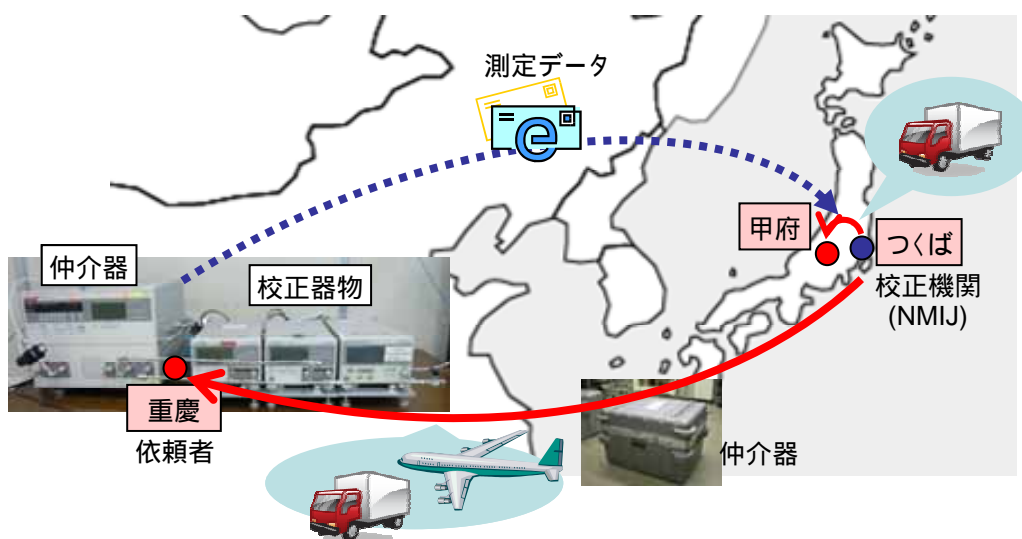 測定データ
e
甲府
つくば
校正機関
(NMIJ)
仲介器
校正器物
重慶
依頼者
仲介器